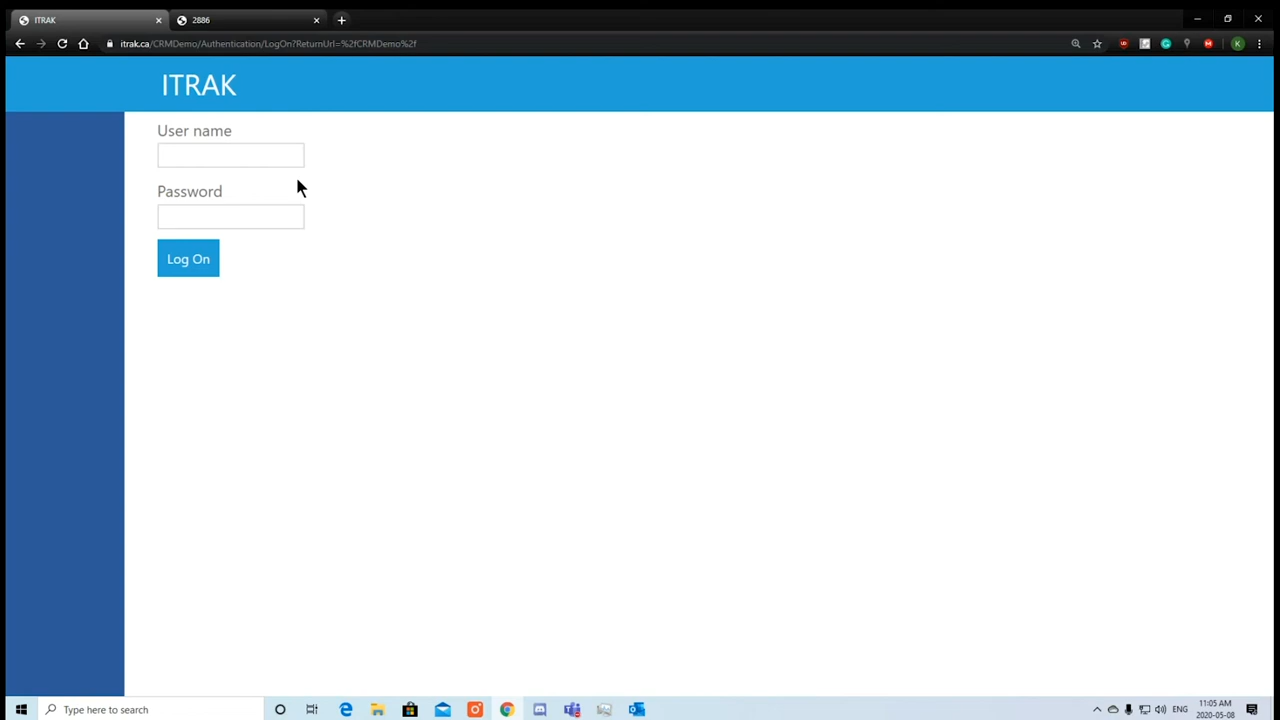 ITRAK
2886
itrak.ca/CRMDemo/Authentication/LogOn?ReturnUrl=%2fCRMDemo%2f
K
ITRAK
User name
Password
Log On
Type here to search
ENG
11:05 AM
2020-05-08